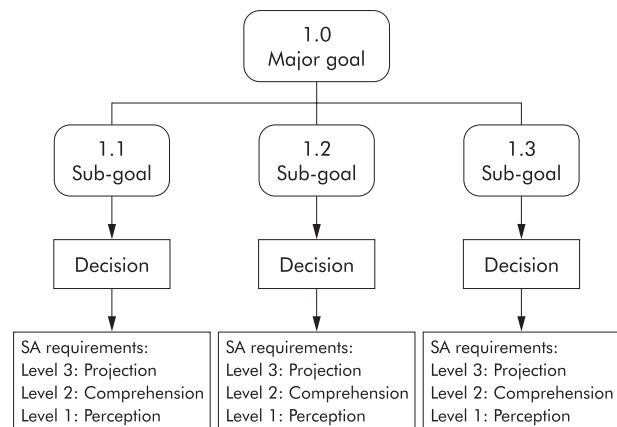 1.0
Major goal
1.1
Sub-goal
1.2
Sub-goal
1.3
Sub-goal
Decision
Decision
Decision
SA requirements:
Level 3: Projection
Level 2: Comprehension
Level 1: Perception
SA requirements:
Level 3: Projection
Level 2: Comprehension
Level 1: Perception
SA requirements:
Level 3: Projection
Level 2: Comprehension
Level 1: Perception